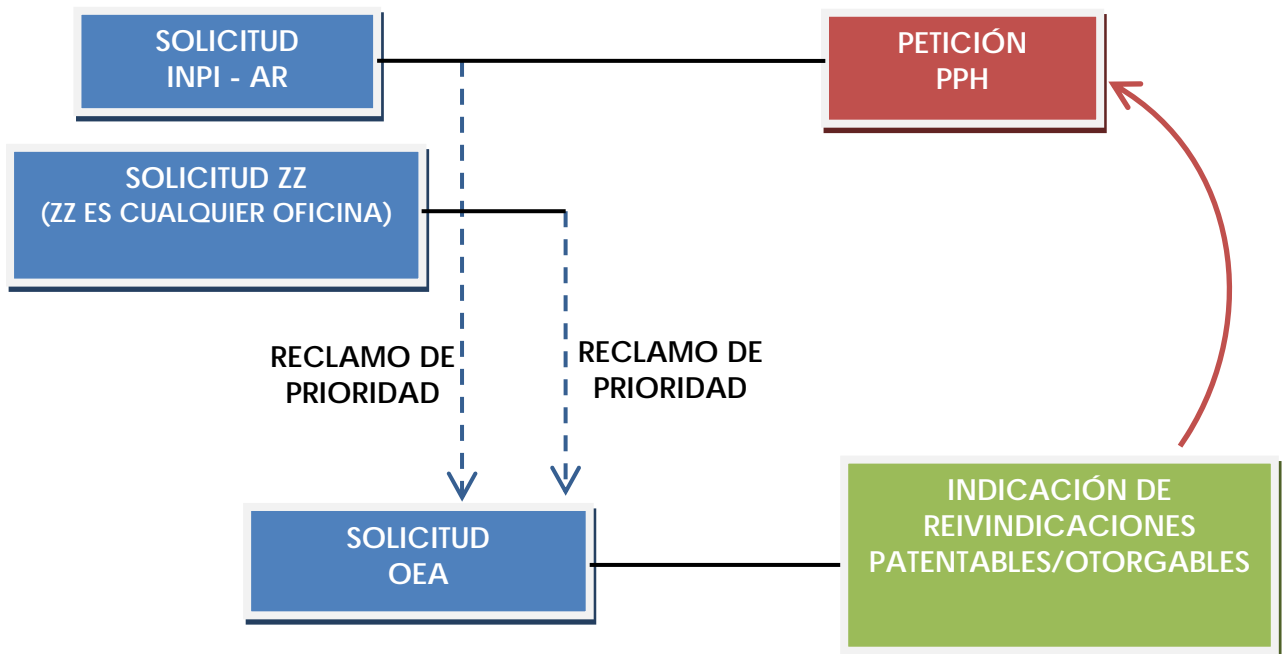 SOLICITUD
INPI - AR
PETICIÓN
PPH
SOLICITUD ZZ
(ZZ ES CUALQUIER OFICINA)
RECLAMO DE
PRIORIDAD
RECLAMO DE
PRIORIDAD
SOLICITUD
OEA
INDICACIÓN DE
REIVINDICACIONES
PATENTABLES/OTORGABLES